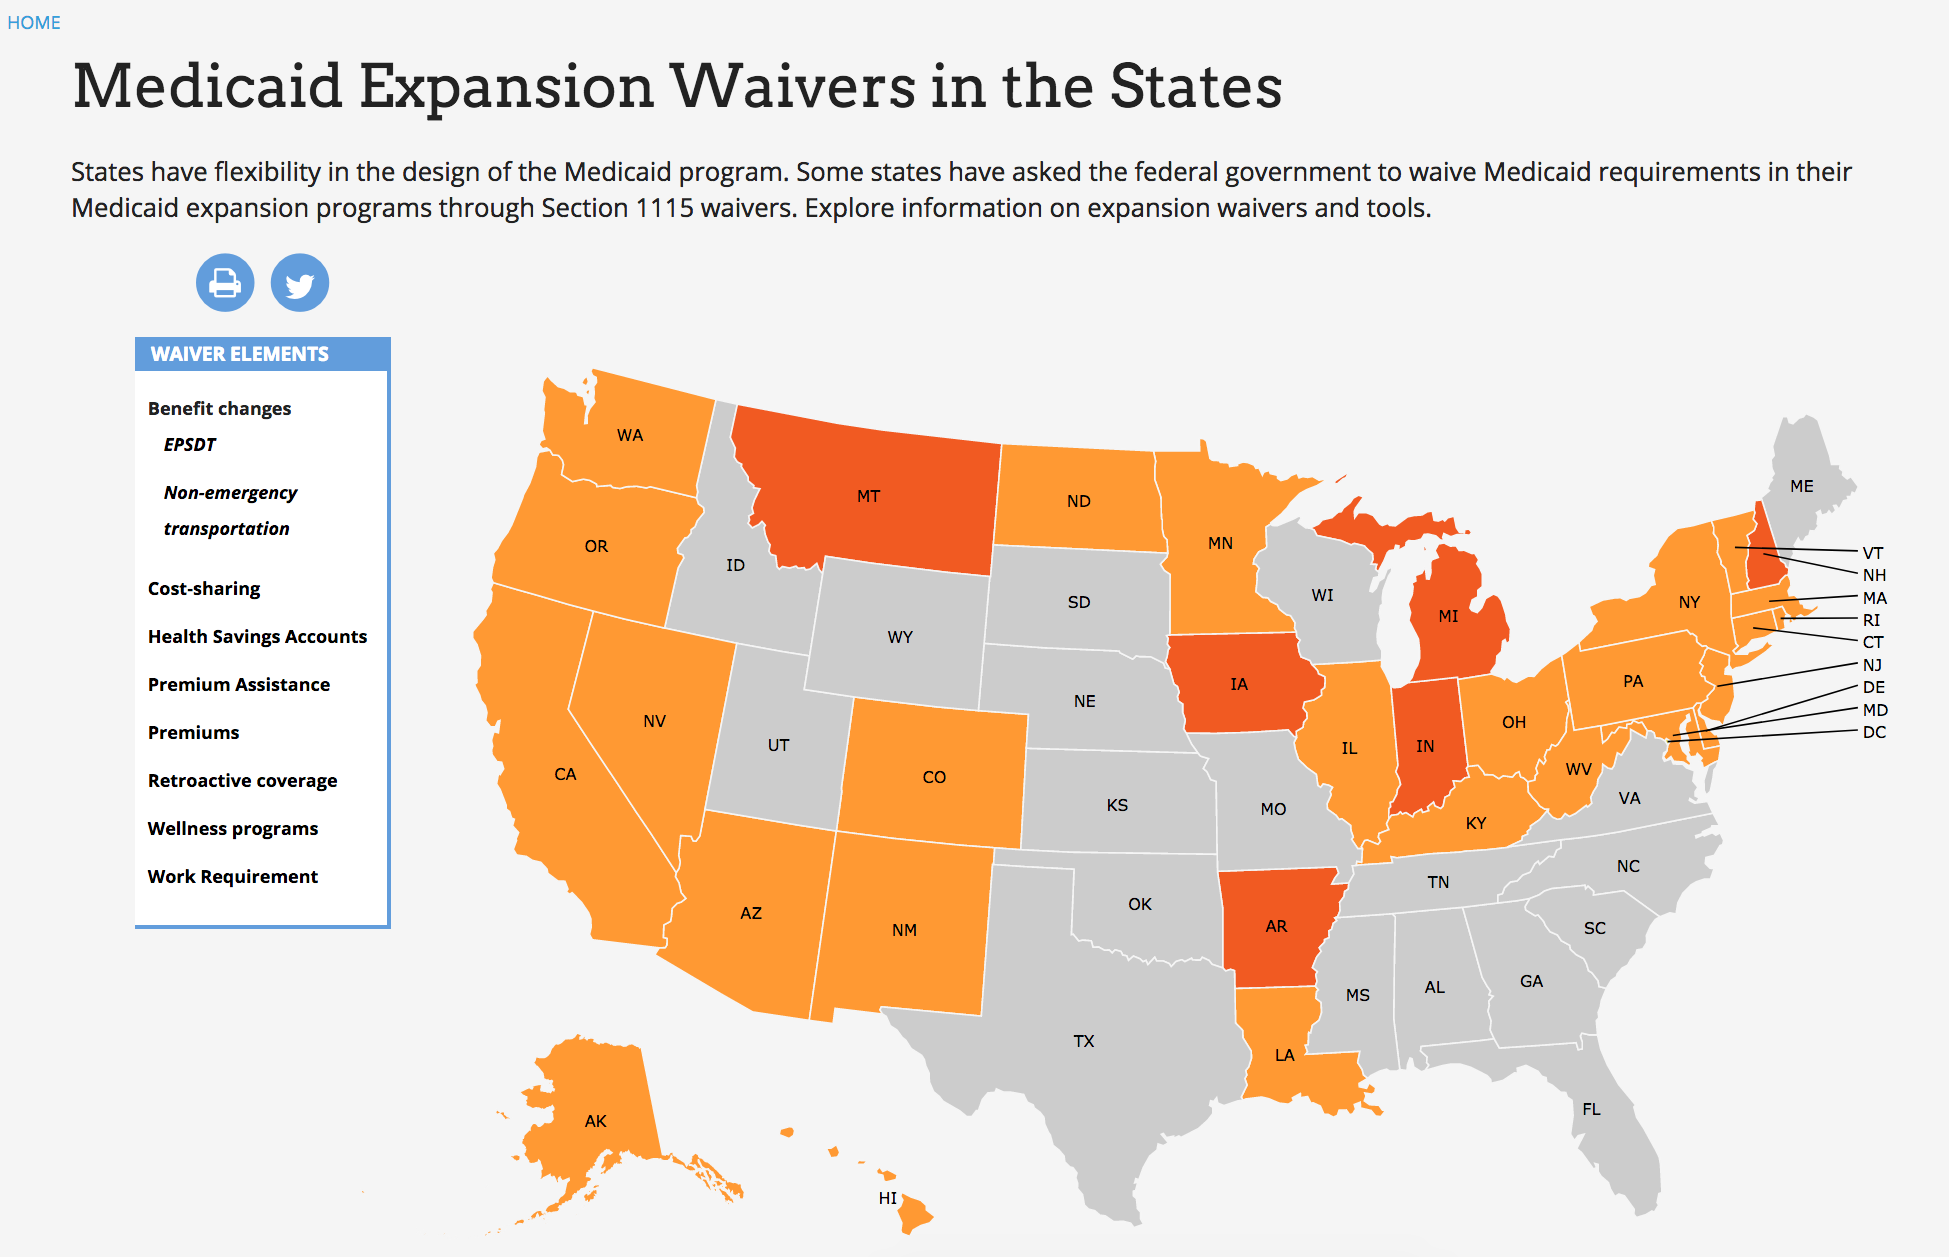 HOME
Medicaid Expansion Waivers in the States
States have flexibility in the design of the Medicaid program. Some states have asked the federal government to waive Medicaid requirements in their
Medicaid expansion programs through Section 1115 waivers. Explore information on expansion waivers and tools.
WAIVER ELEMENTS
Benefit changes
EPSDT
Non-emergency
transportation
Cost-sharing
Health Savings Accounts
Premium Assistance
Premiums
Retroactive coverage
Wellness programs
Work Requirement
WA
MT
ND
MN
ME
OR
ID
SD
WI
MI
NY
VT
NH
MA
RI
CT
NJ
DE
MD
DC
WY
IA
PA
NE
NV
UT
CO
CA
IL
IN
OH
WV
VA
KS
MO
KY
NC
TN
AZ
NM
OK
AR
SC
MS
AL
GA
TX
LA
FL
AK
HI